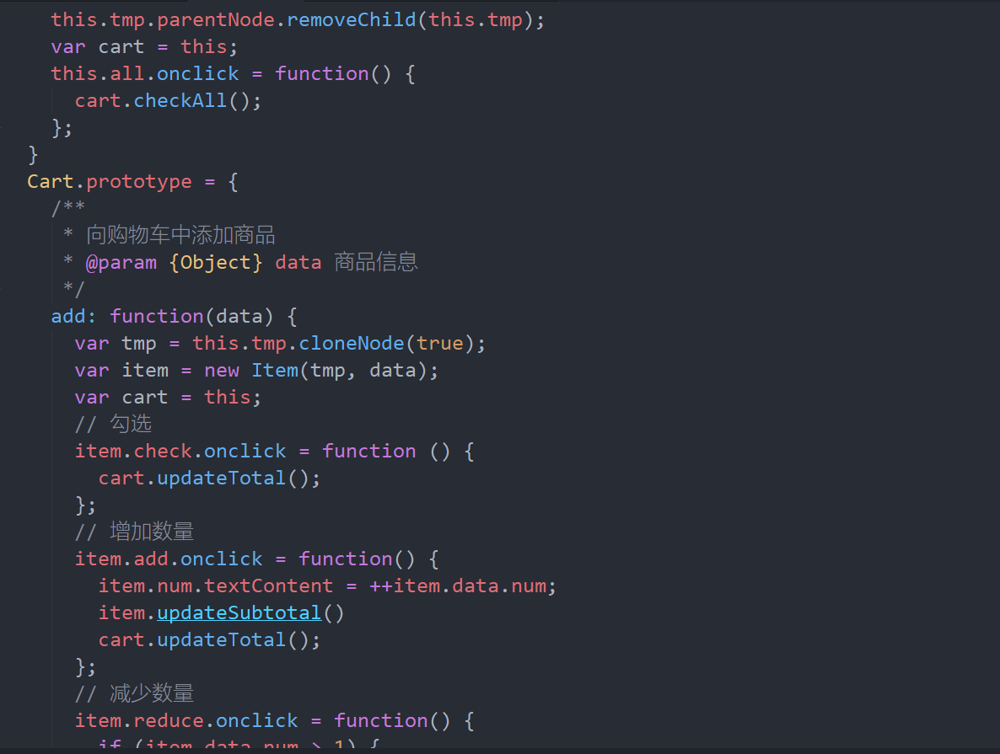 this.tmp.parentNode.removeChild(this.tmp);
var cart = this;
this.all.onclick = function() {
cart.checkAll();
};
}
Cart.prototype = {
/**
* 向购物车中添加商品
* @param {Object} data 商品信息
*/
add: function(data) {
var tmp = this.tmp.cloneNode(true);
var item = new Item(tmp, data);
var cart = this;
// 勾选
item.check.onclick = function () {
cart.updateTotal();
};
// 增加数量
item.add.onclick = function() {
item.num.textContent = ++item.data.num;
item.updateSubtotal()
cart.updateTotal();
};
// 减少数量
item.reduce.onclick = function() {
if (item.data.num > 1) {